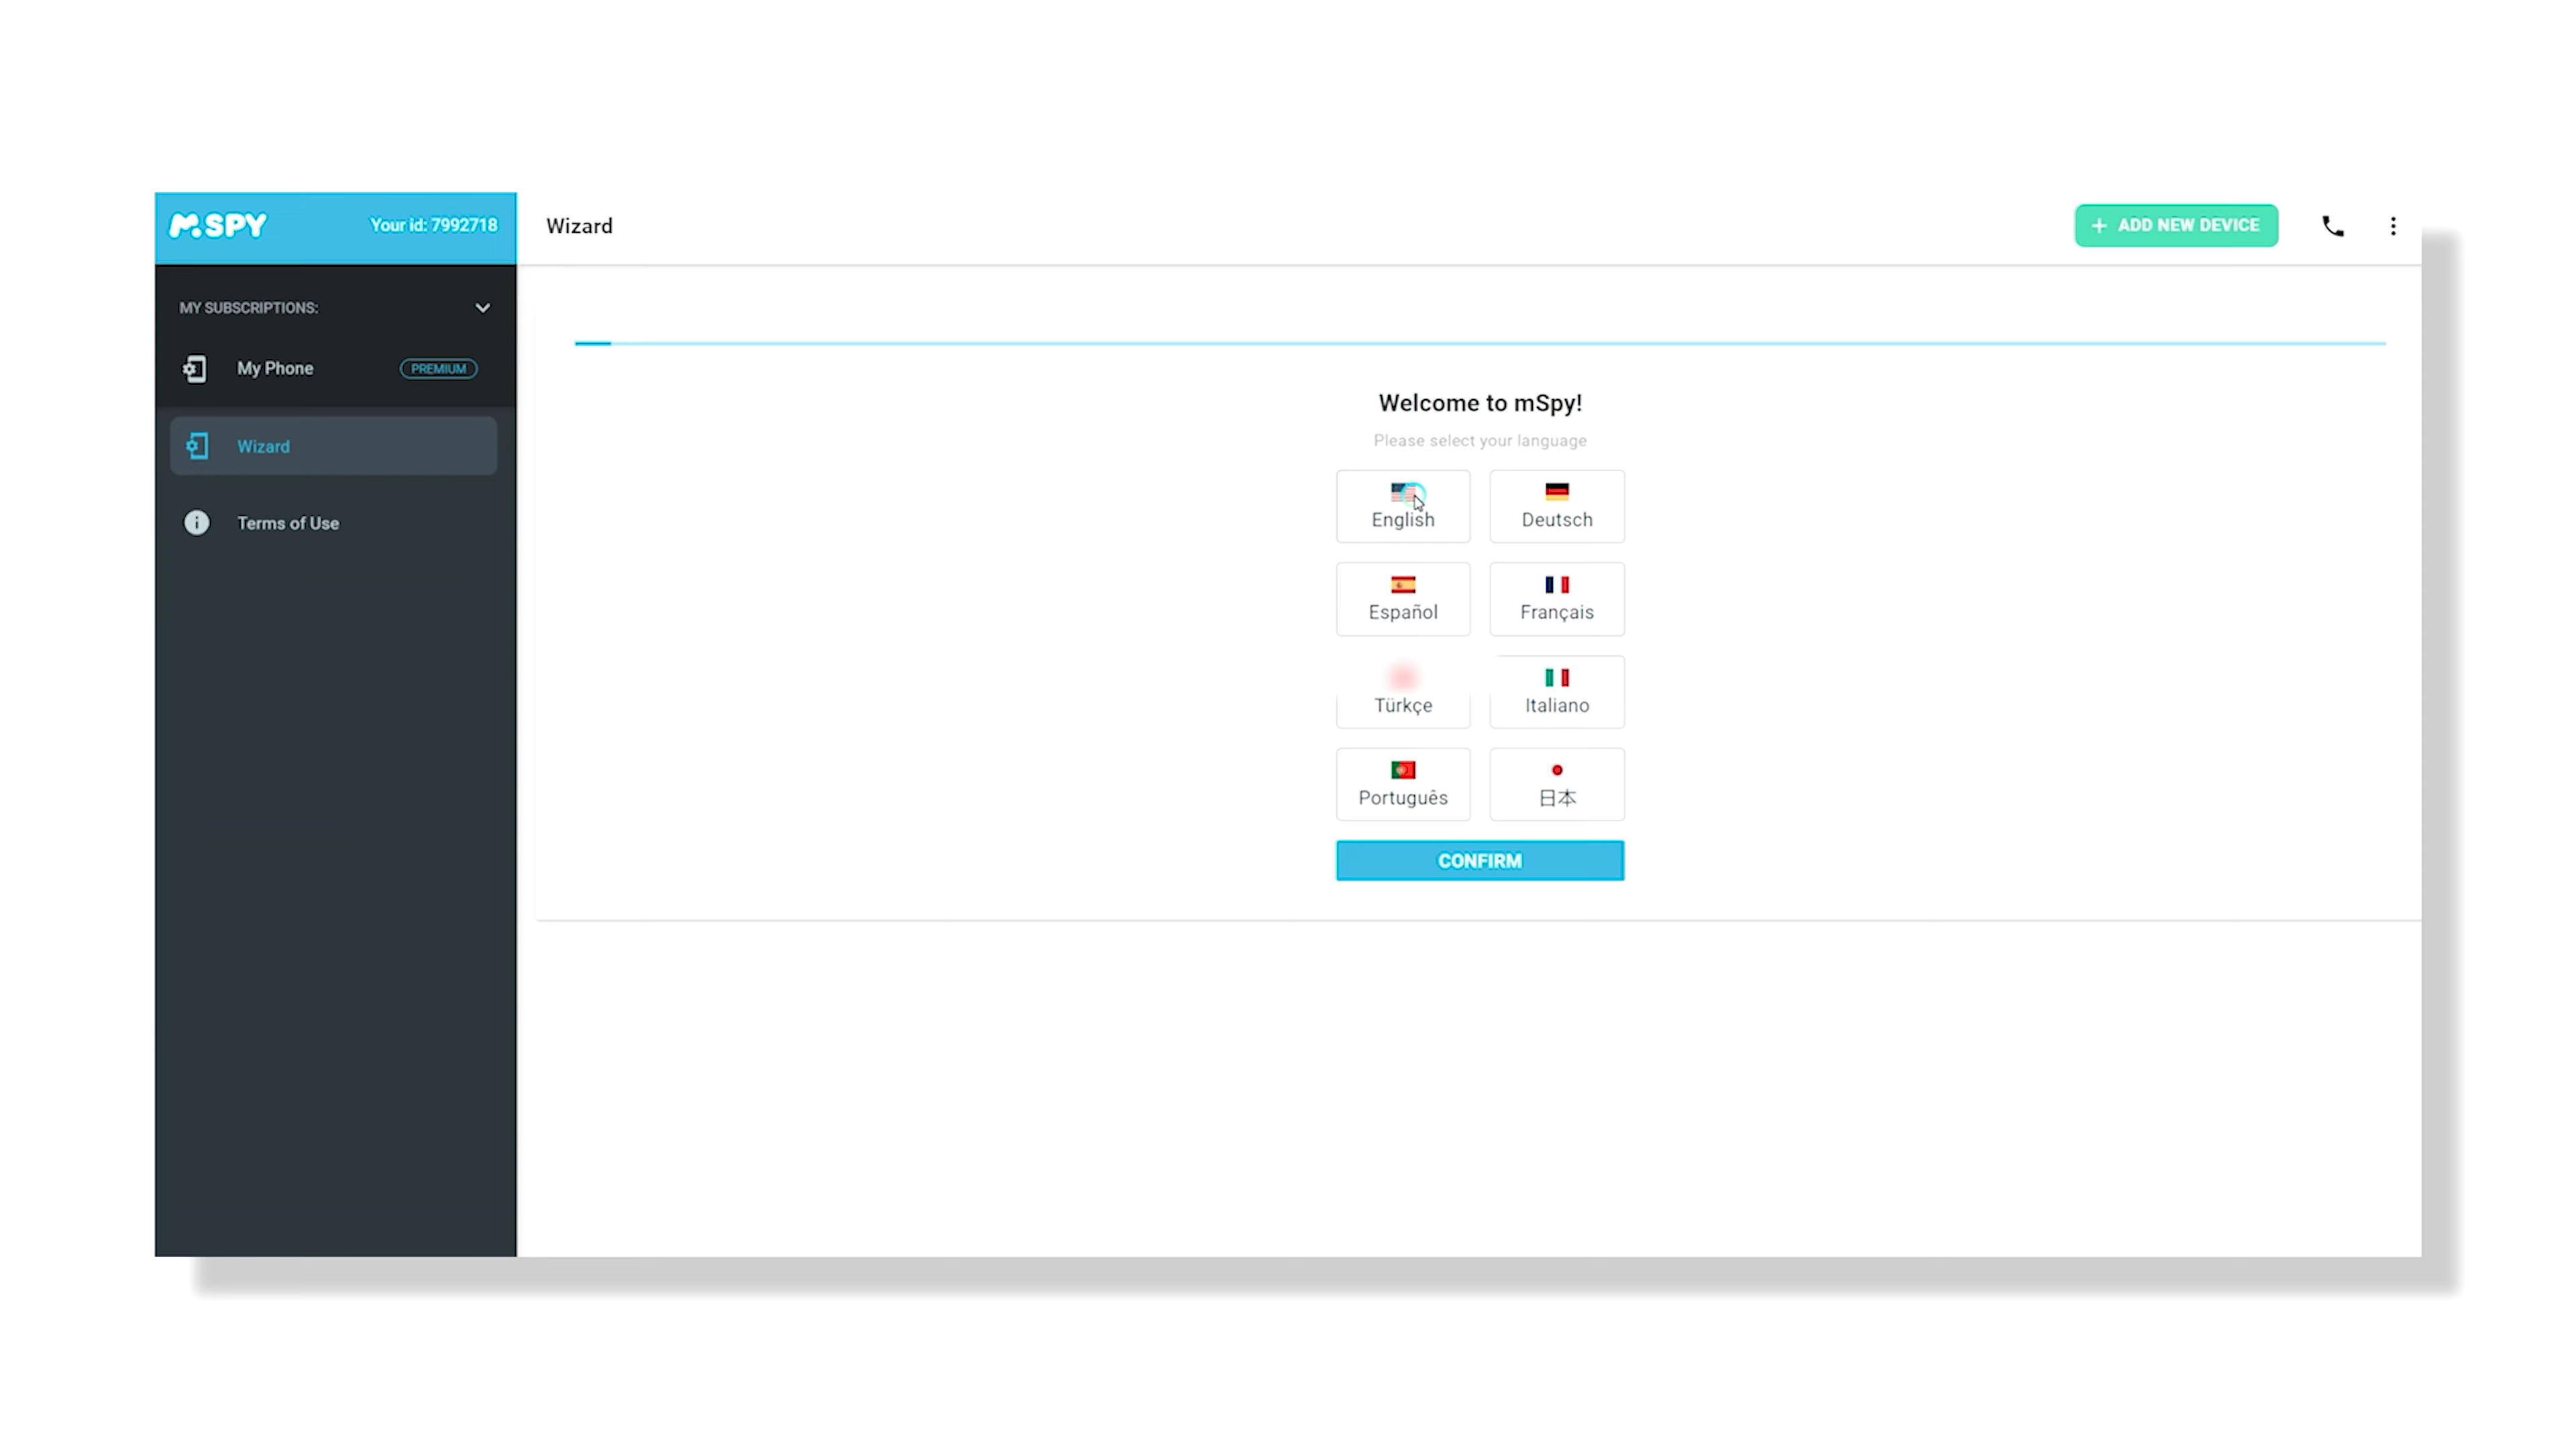 mSPY Your id: 7992718
Wizard
+ ADD NEW DEVICE
MY SUBSCRIPTIONS:
My Phone PREMIUM
Wizard
Terms of Use
Welcome to mSpy!
Please select your language
English Deutsch
Español Français
Türkçe Italiano
Português 日本
CONFIRM